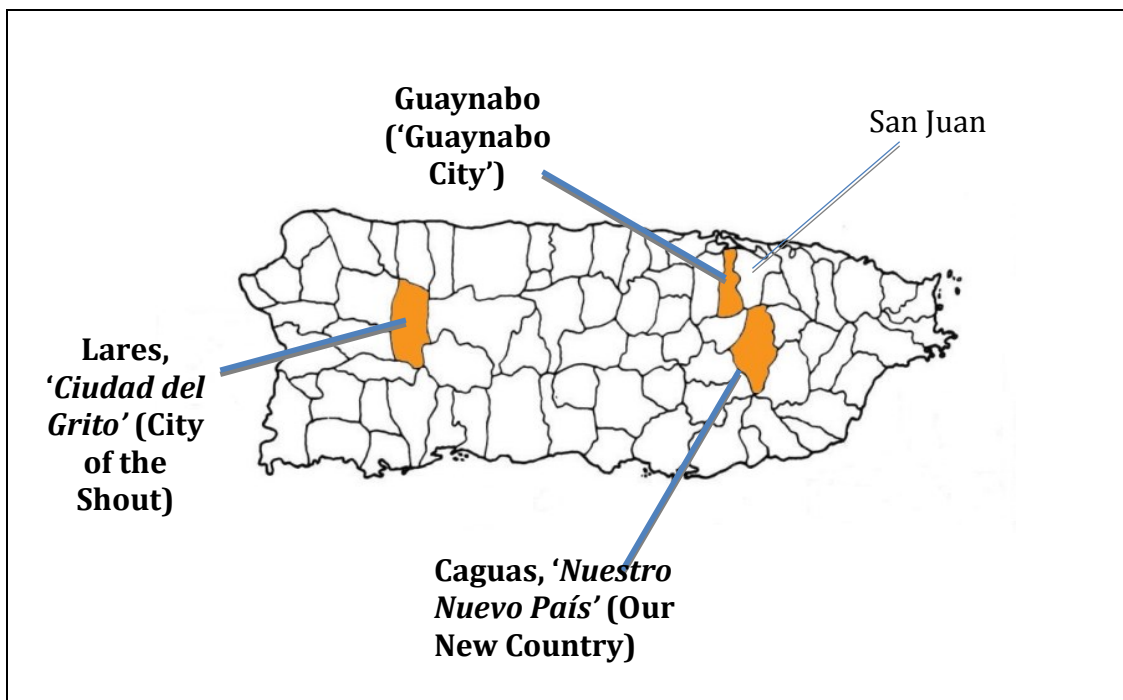 Guaynabo
(‘Guaynabo
City’)
San Juan
Lares,
‘Ciudad del
Grito’ (City
of the
Shout)
Caguas, ‘Nuestro
Nuevo País’ (Our
New Country)